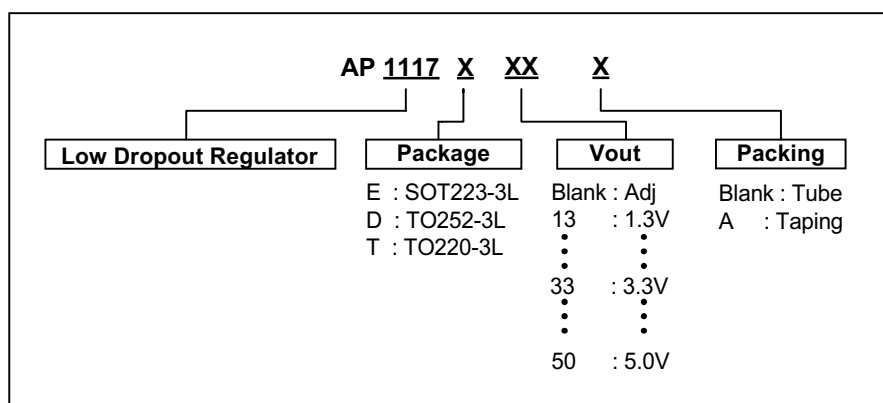 AP 1117 X XX X
Low Dropout Regulator Package Vout Packing
E : SOT223-3L Blank : Adj Blank : Tube
D : TO252-3L 13 : 1.3V A : Taping
T : TO220-3L
33 : 3.3V
50 : 5.0V